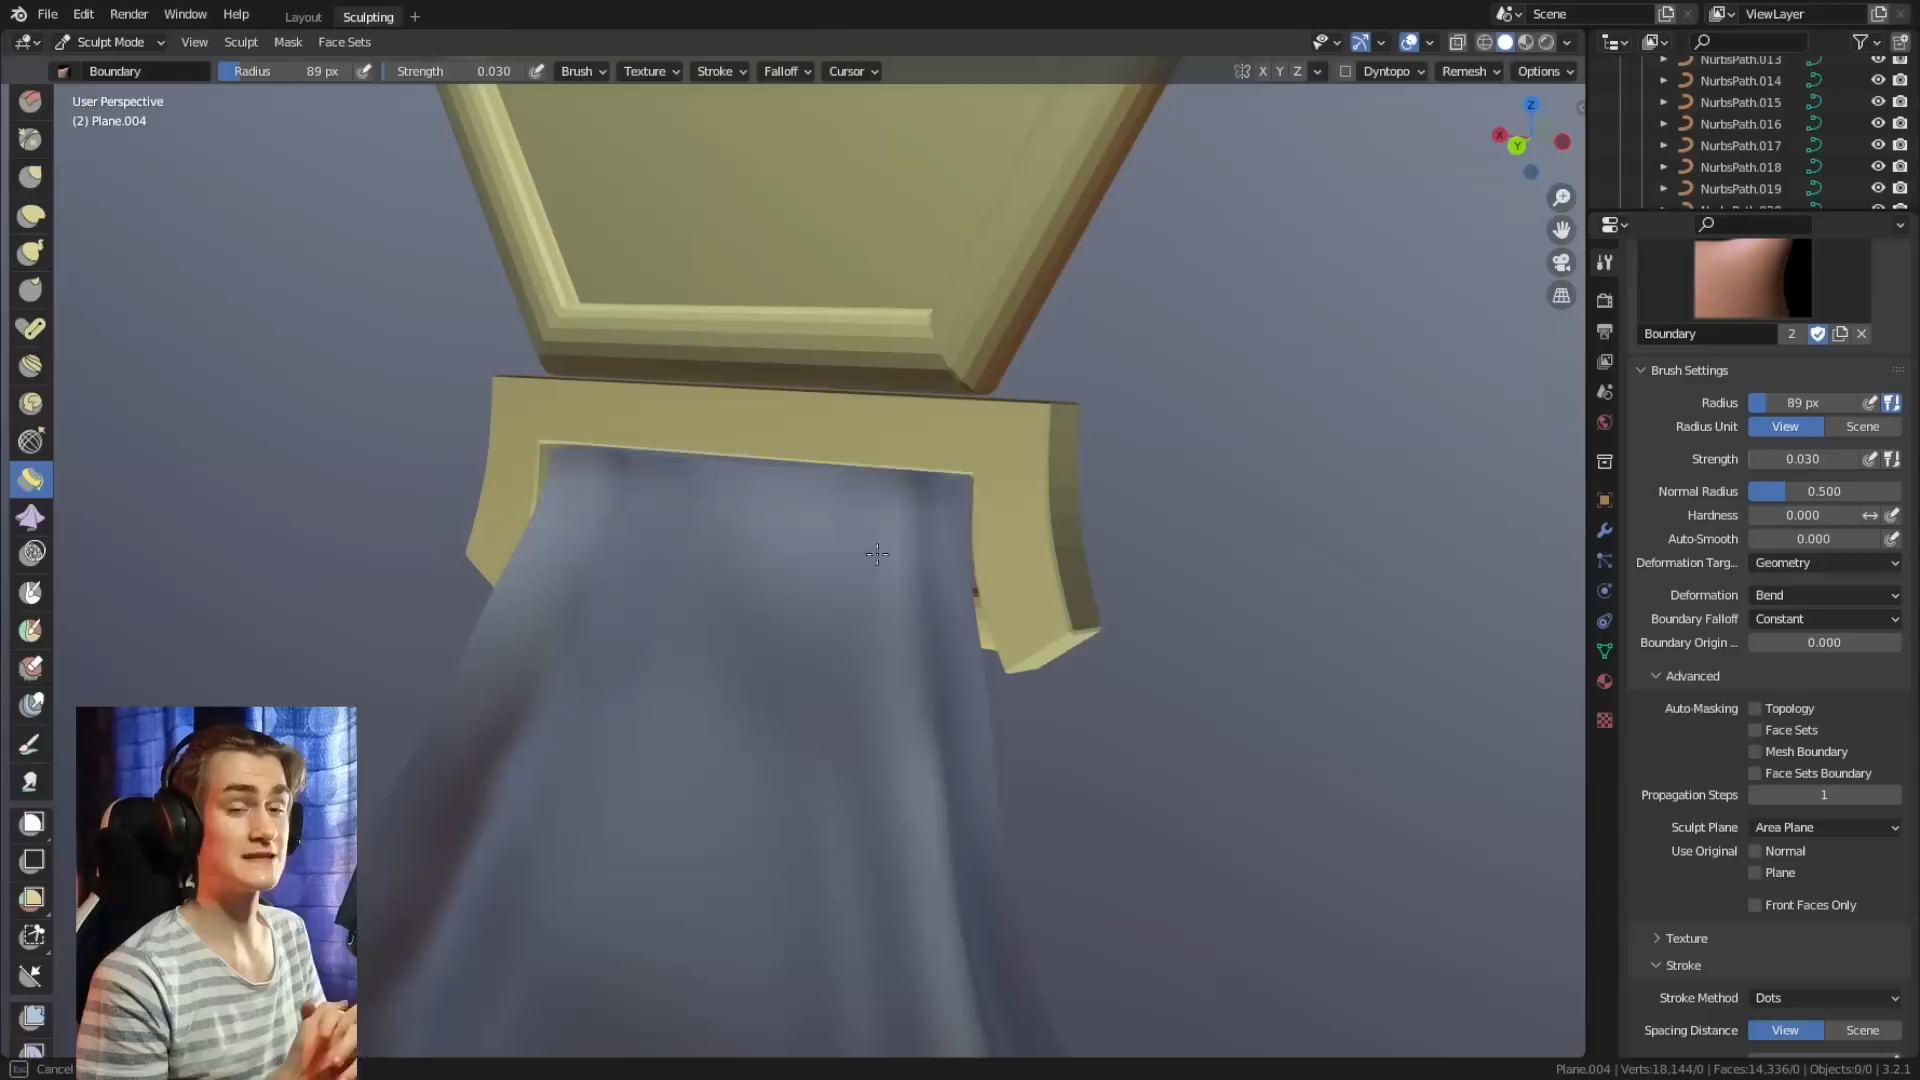 File Edit Render Window Help Layout Sculpting + Scene ViewLayer
Sculpt Mode View Sculpt Mask Face Sets
Boundary Radius 89 px Strength 0.030 Brush Texture Stroke Falloff Cursor X Y Z Dyntopo Remesh Options
User Perspective
(2) Plane.004
Z
X
Y
NurbsPath.013
NurbsPath.014
NurbsPath.015
NurbsPath.016
NurbsPath.017
NurbsPath.018
NurbsPath.019
Boundary 2
Brush Settings
Radius 89 px
Radius Unit View Scene
Strength 0.030
Normal Radius 0.500
Hardness 0.000
Auto-Smooth 0.000
Deformation Targ... Geometry
Deformation Bend
Boundary Falloff Constant
Boundary Origin ... 0.000
Advanced
Auto-Masking Topology
Face Sets
Mesh Boundary
Face Sets Boundary
Propagation Steps 1
Sculpt Plane Area Plane
Use Original Normal
Plane
Front Faces Only
Texture
Stroke
Stroke Method Dots
Spacing Distance View Scene
Esc Cancel
Plane.004 | Verts:18,144/0 | Faces:14,336/0 | Objects:0/0 | 3.2.1